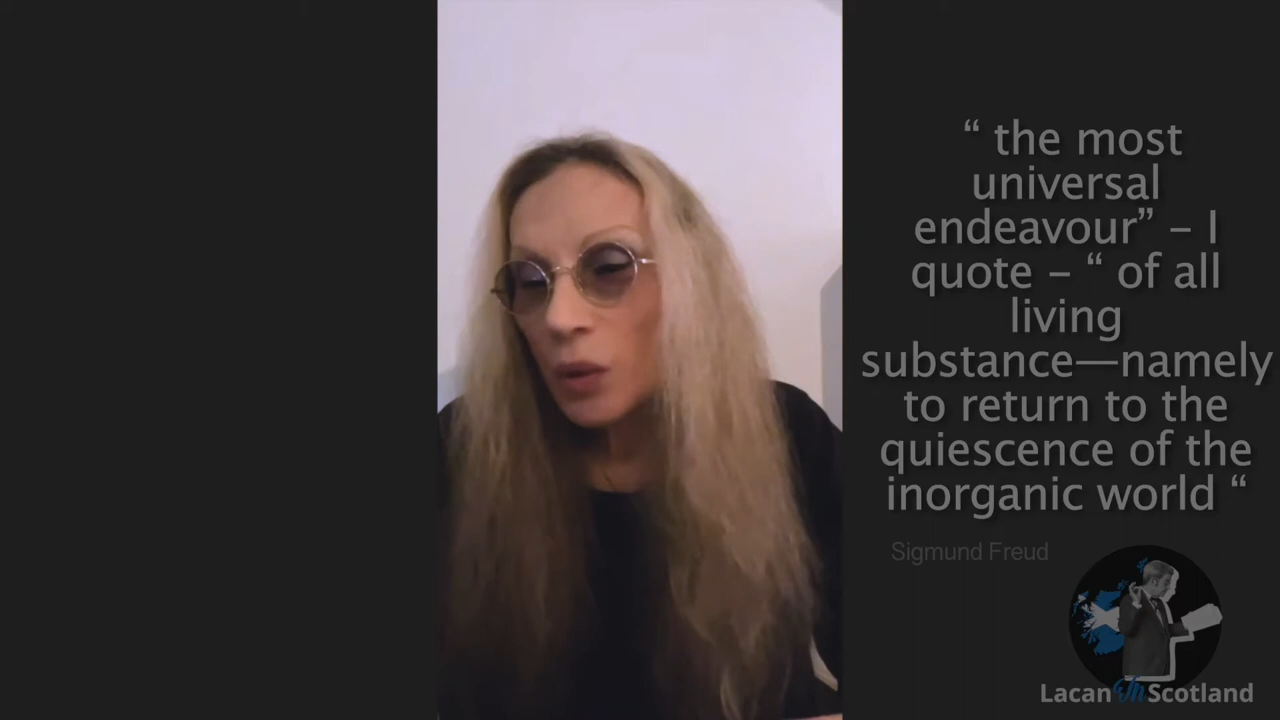 “ the most
universal
endeavour” – I
quote – “ of all
living
substance—namely
to return to the
quiescence of the
inorganic world “
Sigmund Freud
Lacan in Scotland